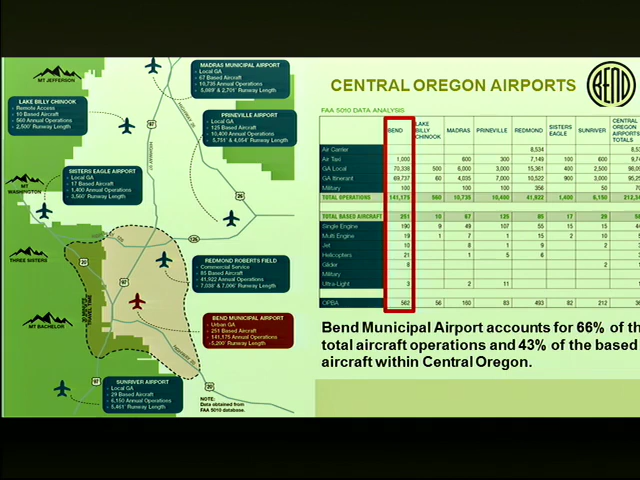 MT JEFFERSON
MADRAS MUNICIPAL AIRPORT
Local GA
67 Based Aircraft
10,735 Annual Operations
5,089' & 2,701' Runway Length
LAKE BILLY CHINOOK
Remote Access
10 Based Aircraft
560 Annual Operations
2,500' Runway Length
PRINEVILLE AIRPORT
Local GA
125 Based Aircraft
10,400 Annual Operations
5,751' & 4,054' Runway Length
SISTERS EAGLE AIRPORT
Local GA
17 Based Aircraft
1,400 Annual Operations
3,560' Runway Length
MT WASHINGTON
THREE SISTERS
REDMOND ROBERTS FIELD
Commercial Service
85 Based Aircraft
41,922 Annual Operations
7,038' & 7,006' Runway Length
MT BACHELOR
BEND MUNICIPAL AIRPORT
Urban GA
251 Based Aircraft
141,175 Annual Operations
5,200' Runway Length
SUNRIVER AIRPORT
Local GA
29 Based Aircraft
6,150 Annual Operations
5,461' Runway Length
NOTE:
Data obtained from
FAA 5010 database.
97
26
126
20
CENTRAL OREGON AIRPORTS
BEND
FAA 5010 DATA ANALYSIS
BEND LAKE BILLY CHINOOK MADRAS PRINEVILLE REDMOND SISTERS EAGLE SUNRIVER CENTRAL OREGON AIRPORTS TOTALS
Air Carrier 8,534
Air Taxi 1,000 600 300 7,149 100 600
GA Local 70,338 500 6,000 3,000 15,361 400 2,500
GA Itinerant 69,737 60 4,035 7,000 10,522 900 3,000
Military 100 100 100 356 50
TOTAL OPERATIONS 141,175 560 10,735 10,400 41,922 1,400 6,150
TOTAL BASED AIRCRAFT 251 10 67 125 85 17 29
Single Engine 190 9 49 107 55 15 15
Multi Engine 19 1 7 1 15 2 10
Jet 10 8 1 9 2
Helicopters 21 1 5 6
Glider 8 2
Military
Ultra-Light 3 2 11
OPBA 562 56 160 83 493 82 212
Bend Municipal Airport accounts for 66% of
total aircraft operations and 43% of the based
aircraft within Central Oregon.